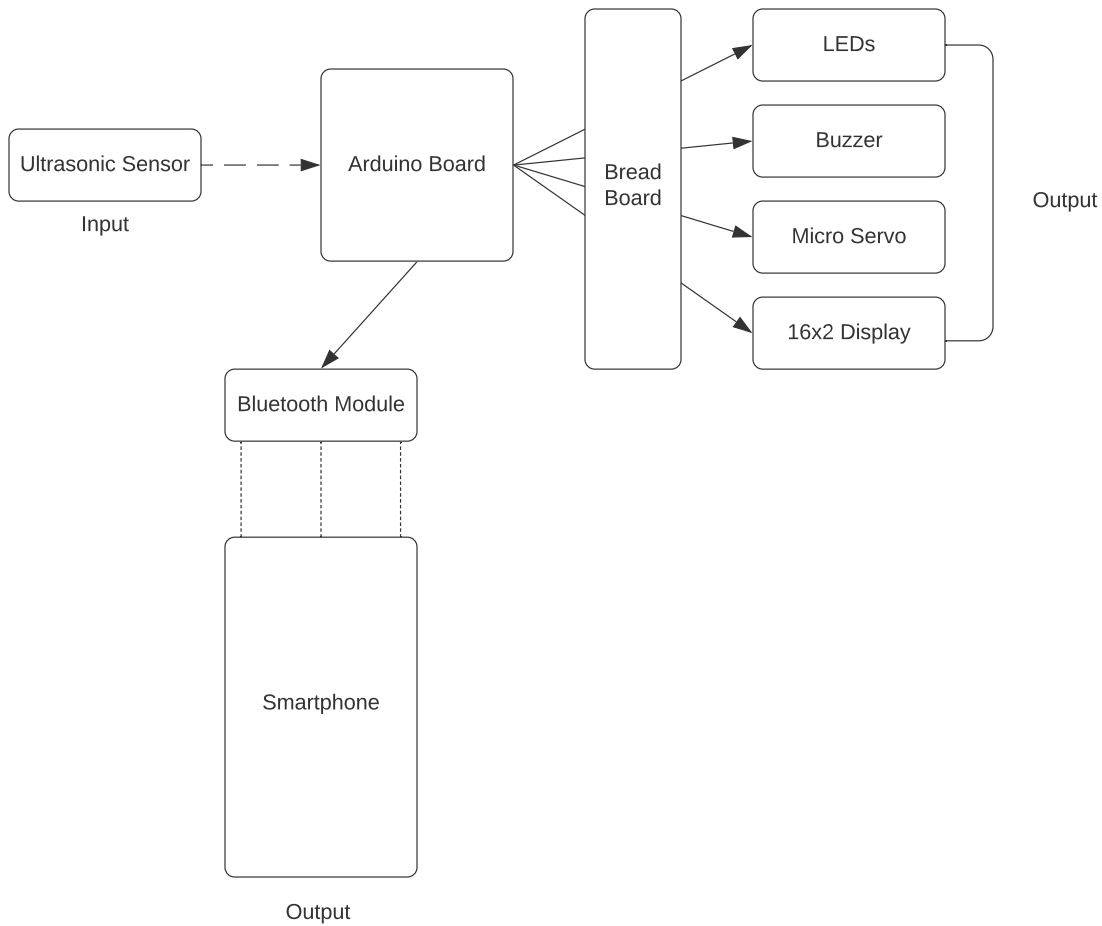 Ultrasonic Sensor
Input
Arduino Board
Bread
Board
LEDs
Buzzer
Micro Servo
16x2 Display
Output
Bluetooth Module
Smartphone
Output